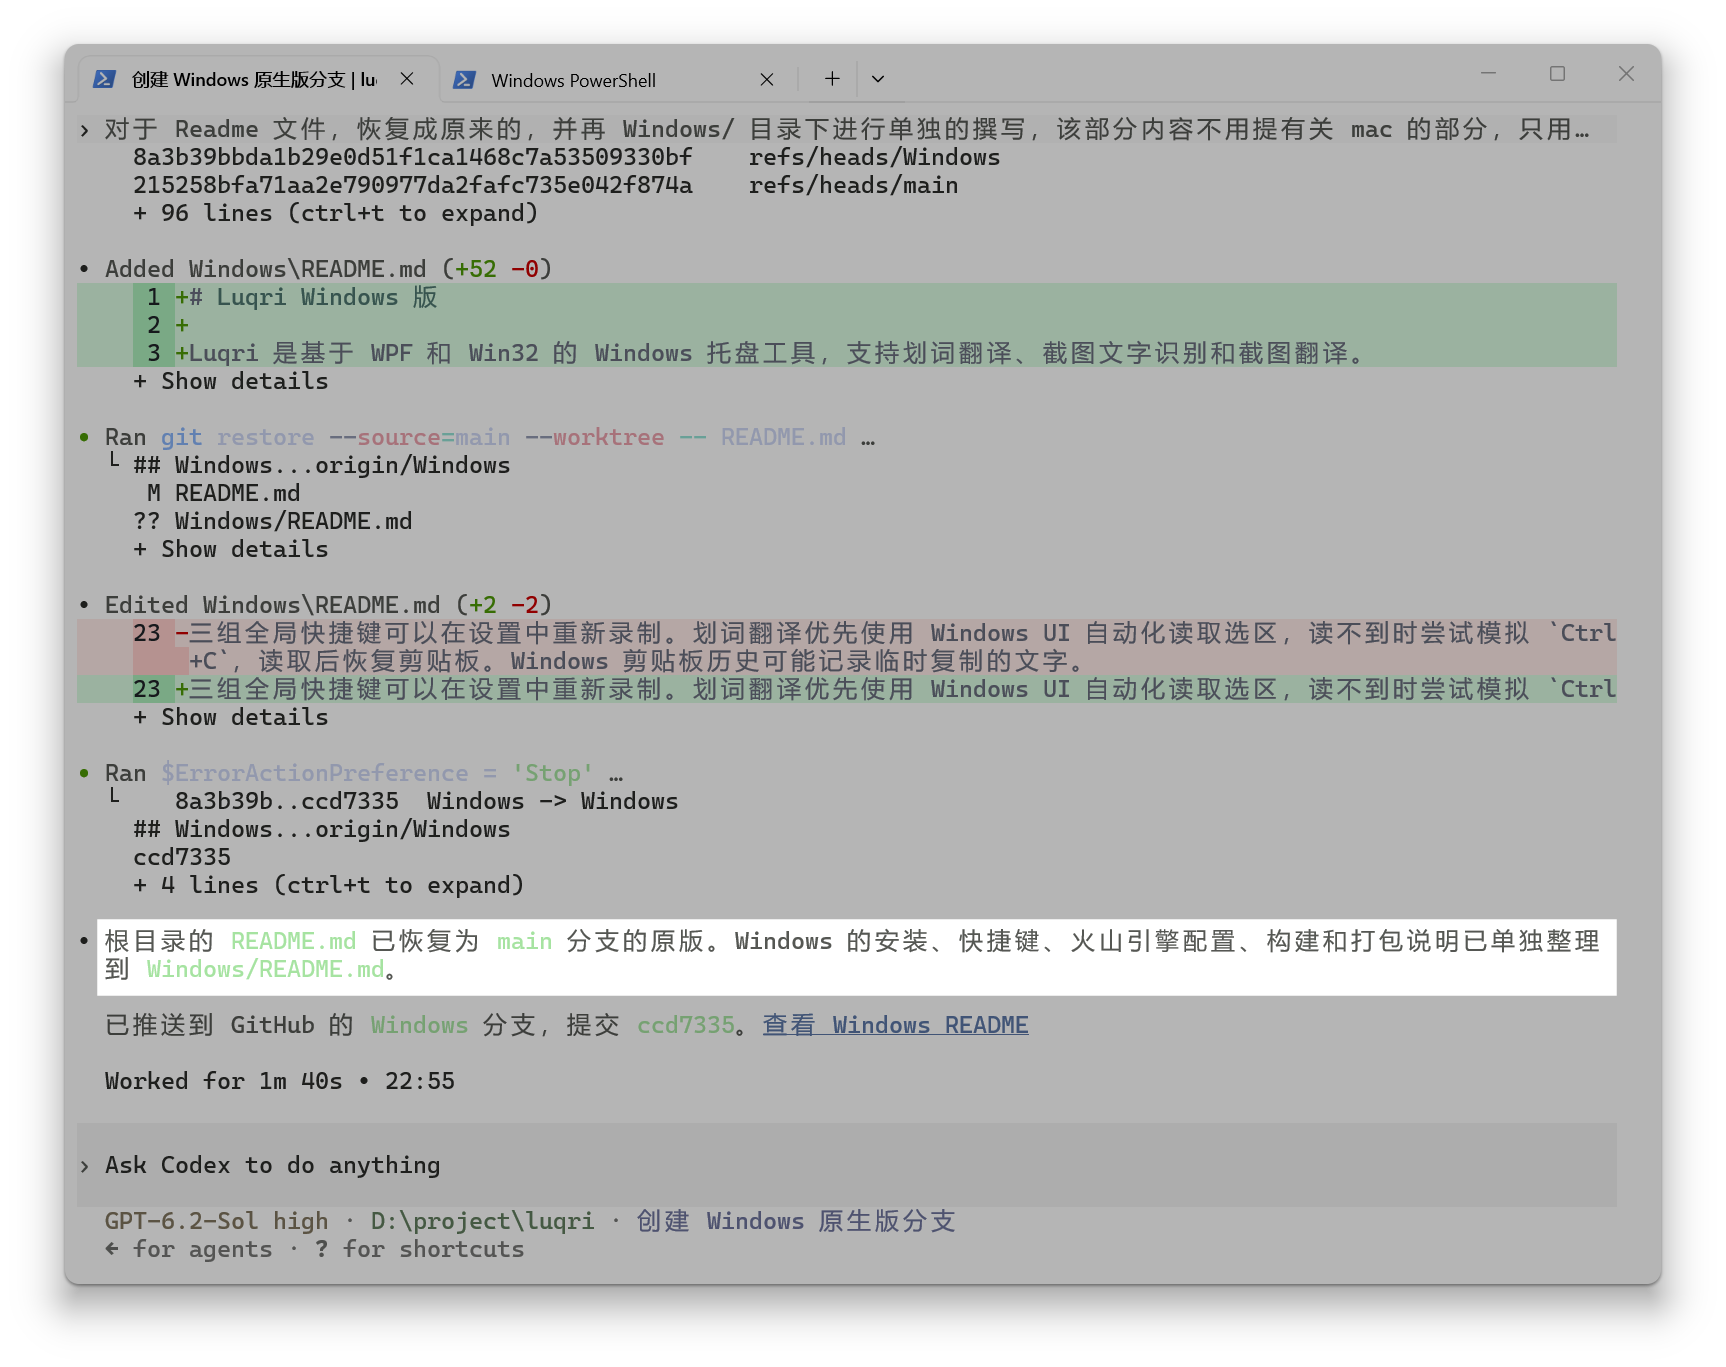 创建 Windows 原生版分支 | lu
Windows PowerShell
› 对于 Readme 文件，恢复成原来的，并再 Windows/ 目录下进行单独的撰写，该部分内容不用提有关 mac 的部分，只用…
8a3b39bbda1b29e0d51f1ca1468c7a53509330bf    refs/heads/Windows
215258bfa71aa2e790977da2fafc735e042f874a    refs/heads/main
+ 96 lines (ctrl+t to expand)
• Added Windows\README.md (+52 -0)
1 +# Luqri Windows 版
2 +
3 +Luqri 是基于 WPF 和 Win32 的 Windows 托盘工具，支持划词翻译、截图文字识别和截图翻译。
+ Show details
• Ran git restore --source=main --worktree -- README.md …
└ ## Windows...origin/Windows
M README.md
?? Windows/README.md
+ Show details
• Edited Windows\README.md (+2 -2)
23 -三组全局快捷键可以在设置中重新录制。划词翻译优先使用 Windows UI 自动化读取选区，读不到时尝试模拟 `Ctrl
+C`，读取后恢复剪贴板。Windows 剪贴板历史可能记录临时复制的文字。
23 +三组全局快捷键可以在设置中重新录制。划词翻译优先使用 Windows UI 自动化读取选区，读不到时尝试模拟 `Ctrl
+ Show details
• Ran $ErrorActionPreference = 'Stop' …
└    8a3b39b..ccd7335  Windows -> Windows
## Windows...origin/Windows
ccd7335
+ 4 lines (ctrl+t to expand)
• 根目录的 README.md 已恢复为 main 分支的原版。Windows 的安装、快捷键、火山引擎配置、构建和打包说明已单独整理
到 Windows/README.md。
已推送到 GitHub 的 Windows 分支，提交 ccd7335。查看 Windows README
Worked for 1m 40s • 22:55
› Ask Codex to do anything
GPT-6.2-Sol high · D:\project\luqri · 创建 Windows 原生版分支
← for agents · ? for shortcuts